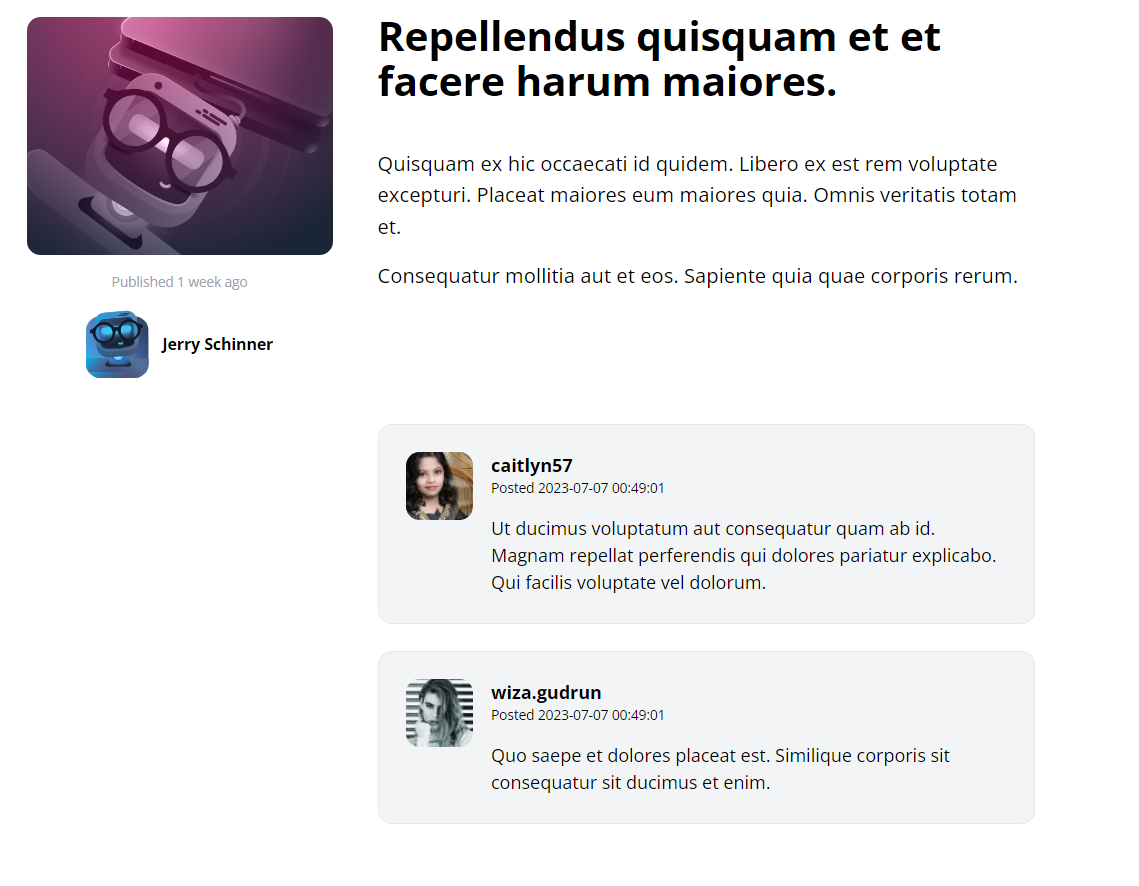 Repellendus quisquam et et
facere harum maiores.
Quisquam ex hic occaecati id quidem. Libero ex est rem voluptate
excepturi. Placeat maiores eum maiores quia. Omnis veritatis totam
et.
Consequatur mollitia aut et eos. Sapiente quia quae corporis rerum.
Published 1 week ago
Jerry Schinner
caitlyn57
Posted 2023-07-07 00:49:01
Ut ducimus voluptatum aut consequatur quam ab id.
Magnam repellat perferendis qui dolores pariatur explicabo.
Qui facilis voluptate vel dolorum.
wiza.gudrun
Posted 2023-07-07 00:49:01
Quo saepe et dolores placeat est. Similique corporis sit
consequatur sit ducimus et enim.